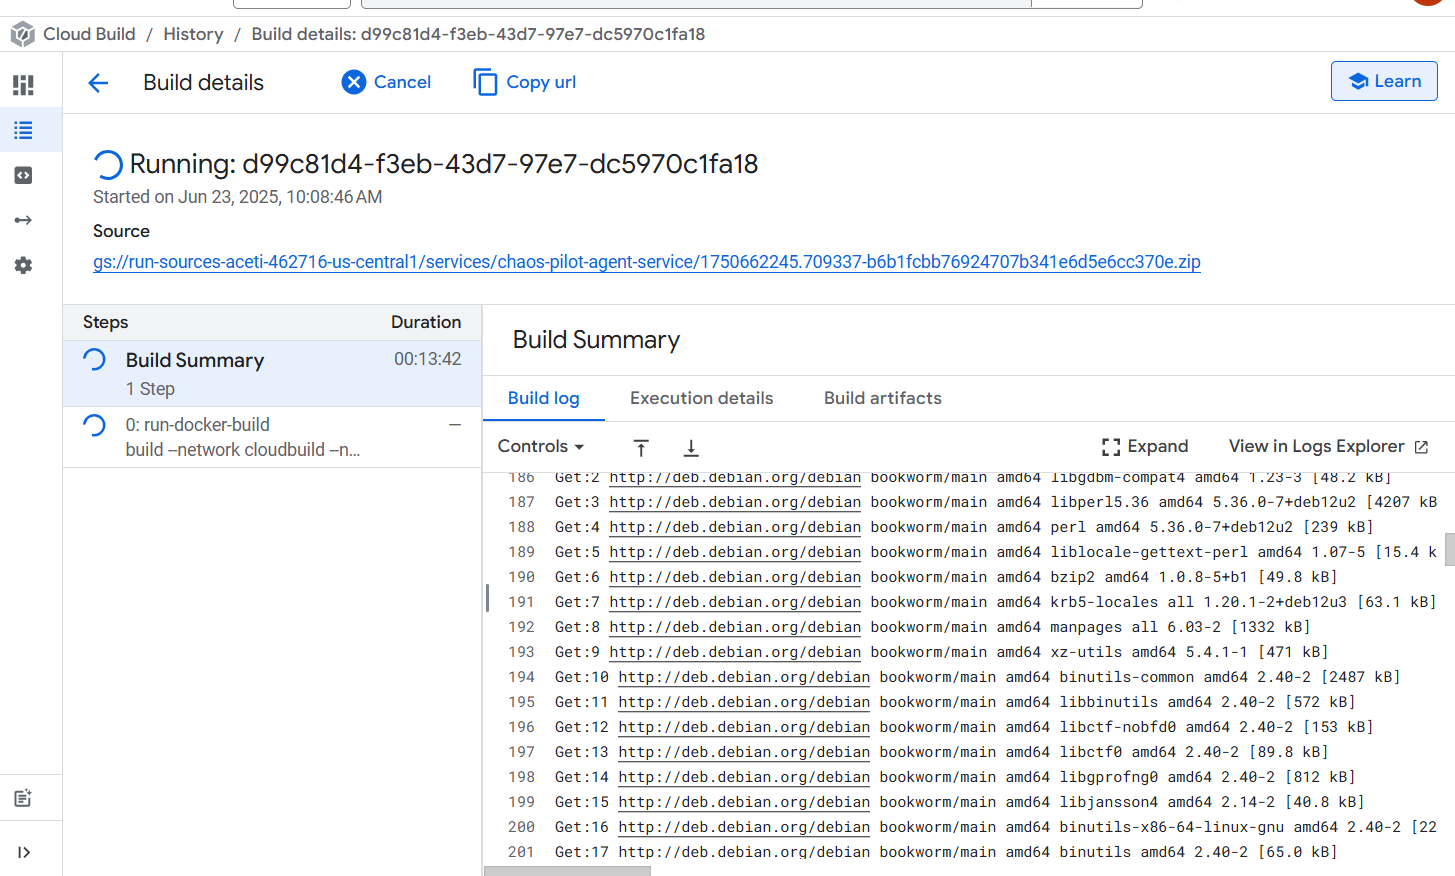 Cloud Build / History / Build details: d99c81d4-f3eb-43d7-97e7-dc5970c1fa18
Build details
Cancel
Copy url
Learn
Running: d99c81d4-f3eb-43d7-97e7-dc5970c1fa18
Started on Jun 23, 2025, 10:08:46 AM
Source
gs://run-sources-aceti-462716-us-central1/services/chaos-pilot-agent-service/1750662245.709337-b6b1fcbb76924707b341e6d5e6cc370e.zip
Steps Duration
Build Summary 00:13:42
1 Step
0: run-docker-build —
build --network cloudbuild --n...
Build Summary
Build log Execution details Build artifacts
Controls Expand View in Logs Explorer
186 Get:2 http://deb.debian.org/debian bookworm/main amd64 libgdbm-compat4 amd64 1.23-3 [48.2 kB]
187 Get:3 http://deb.debian.org/debian bookworm/main amd64 libperl5.36 amd64 5.36.0-7+deb12u2 [4207 kB
188 Get:4 http://deb.debian.org/debian bookworm/main amd64 perl amd64 5.36.0-7+deb12u2 [239 kB]
189 Get:5 http://deb.debian.org/debian bookworm/main amd64 liblocale-gettext-perl amd64 1.07-5 [15.4 k
190 Get:6 http://deb.debian.org/debian bookworm/main amd64 bzip2 amd64 1.0.8-5+b1 [49.8 kB]
191 Get:7 http://deb.debian.org/debian bookworm/main amd64 krb5-locales all 1.20.1-2+deb12u3 [63.1 kB]
192 Get:8 http://deb.debian.org/debian bookworm/main amd64 manpages all 6.03-2 [1332 kB]
193 Get:9 http://deb.debian.org/debian bookworm/main amd64 xz-utils amd64 5.4.1-1 [471 kB]
194 Get:10 http://deb.debian.org/debian bookworm/main amd64 binutils-common amd64 2.40-2 [2487 kB]
195 Get:11 http://deb.debian.org/debian bookworm/main amd64 libbinutils amd64 2.40-2 [572 kB]
196 Get:12 http://deb.debian.org/debian bookworm/main amd64 libctf-nobfd0 amd64 2.40-2 [153 kB]
197 Get:13 http://deb.debian.org/debian bookworm/main amd64 libctf0 amd64 2.40-2 [89.8 kB]
198 Get:14 http://deb.debian.org/debian bookworm/main amd64 libgprofng0 amd64 2.40-2 [812 kB]
199 Get:15 http://deb.debian.org/debian bookworm/main amd64 libjansson4 amd64 2.14-2 [40.8 kB]
200 Get:16 http://deb.debian.org/debian bookworm/main amd64 binutils-x86-64-linux-gnu amd64 2.40-2 [22
201 Get:17 http://deb.debian.org/debian bookworm/main amd64 binutils amd64 2.40-2 [65.0 kB]